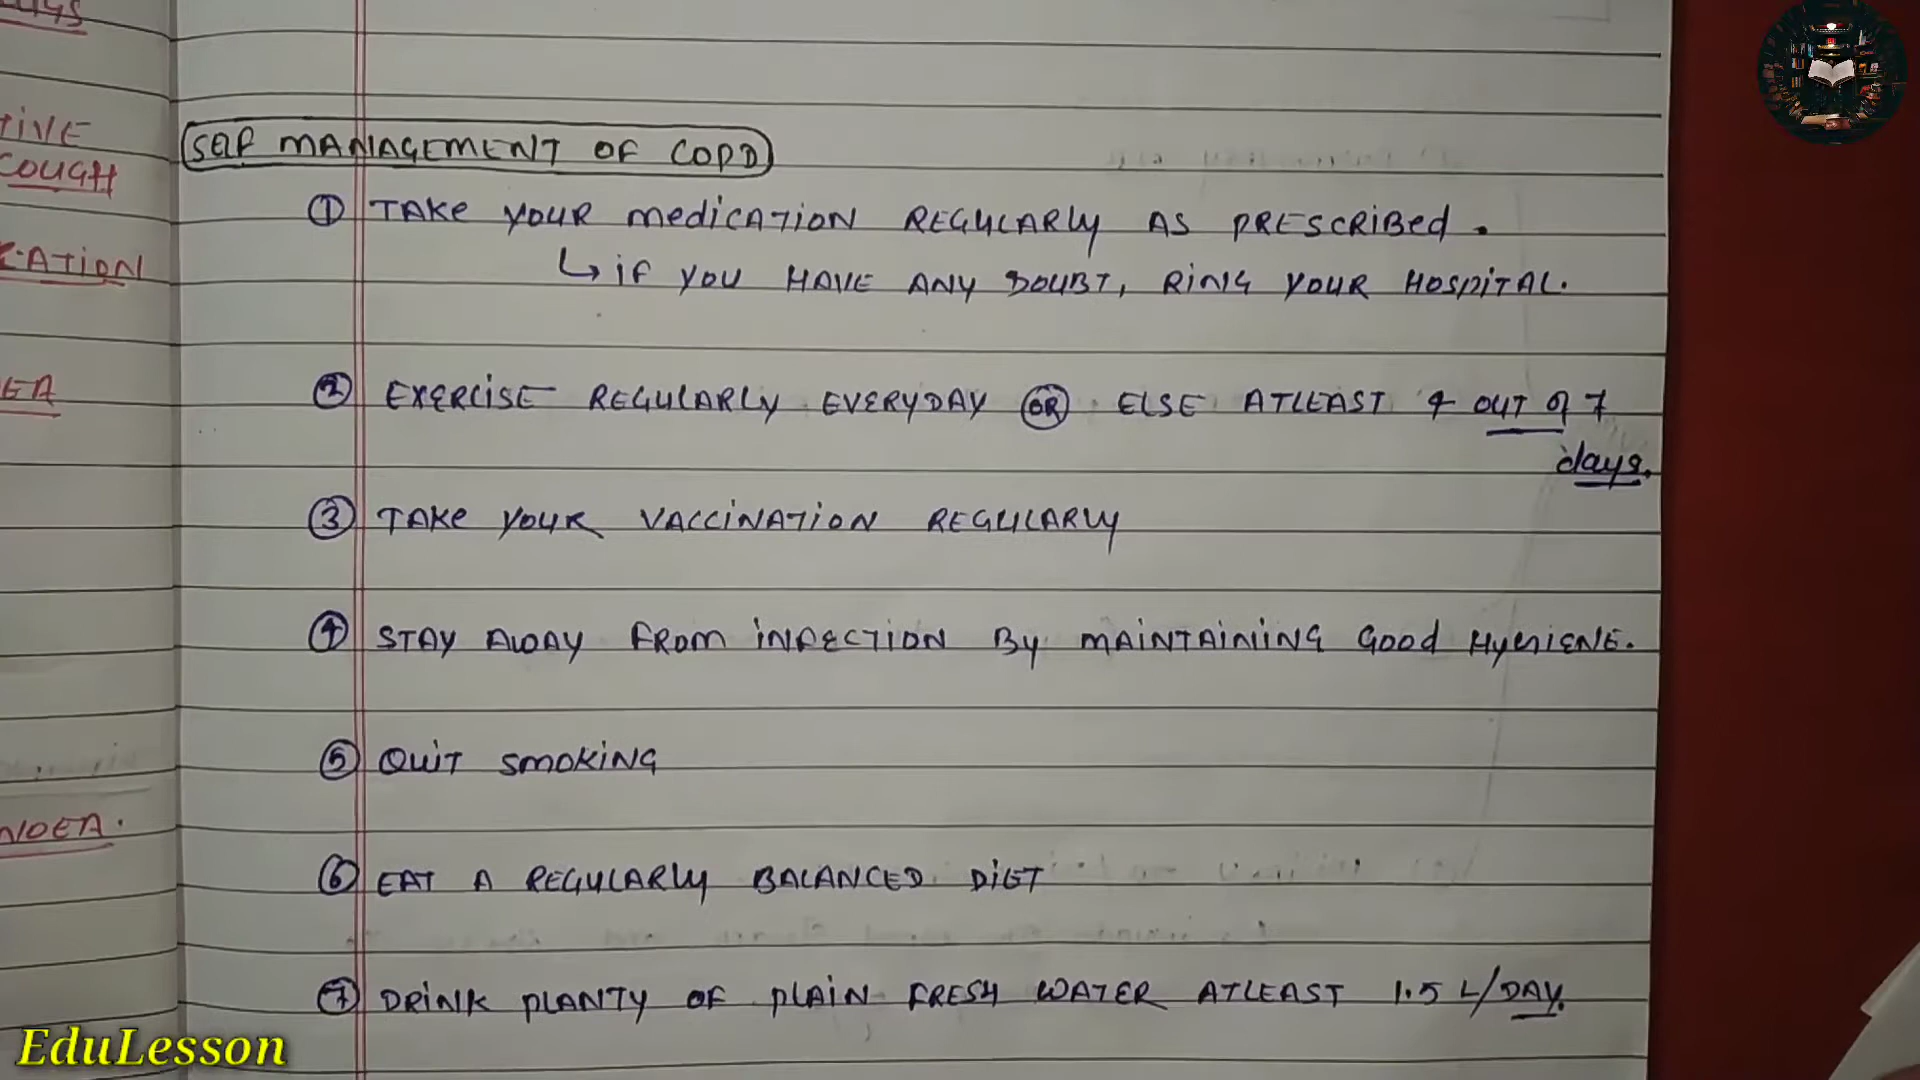 TIVE
COUGH
SELF MANAGEMENT OF COPD
① TAKE YOUR MEDICATION REGULARLY AS PRESCRIBED.
↳ IF YOU HAVE ANY DOUBT, RING YOUR HOSPITAL.
② EXERCISE REGULARLY EVERYDAY OR ELSE ATLEAST 4 OUT OF 7
days.
③ TAKE YOUR VACCINATION REGULARLY
④ STAY AWAY FROM INFECTION BY MAINTAINING GOOD HYGIENE.
⑤ QUIT SMOKING
⑥ EAT A REGULARLY BALANCED DIET
⑦ DRINK PLANTY OF PLAIN FRESH WATER ATLEAST 1.5 L/DAY.
EduLesson